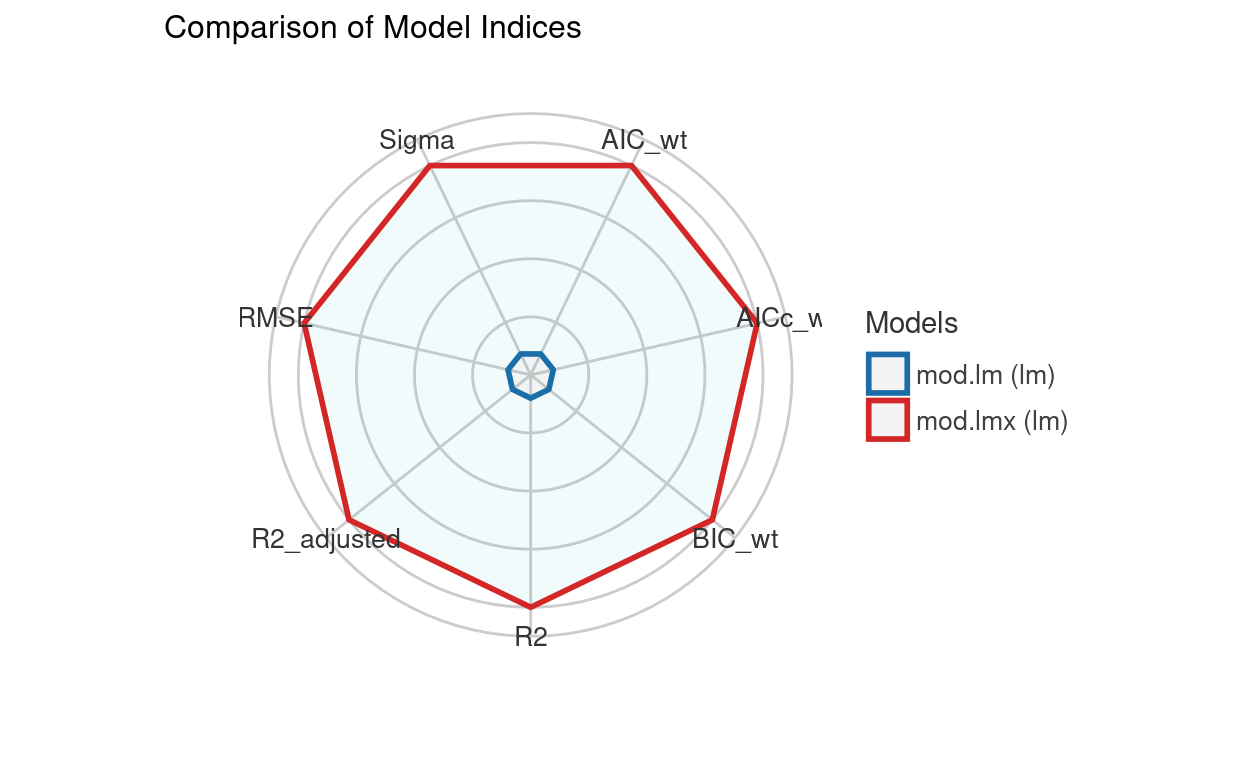 Comparison of Model Indices
Sigma
AIC_wt
RMSE
AICc_w
Models
mod.lm (lm)
mod.lmx (lm)
R2_adjusted
BIC_wt
R2